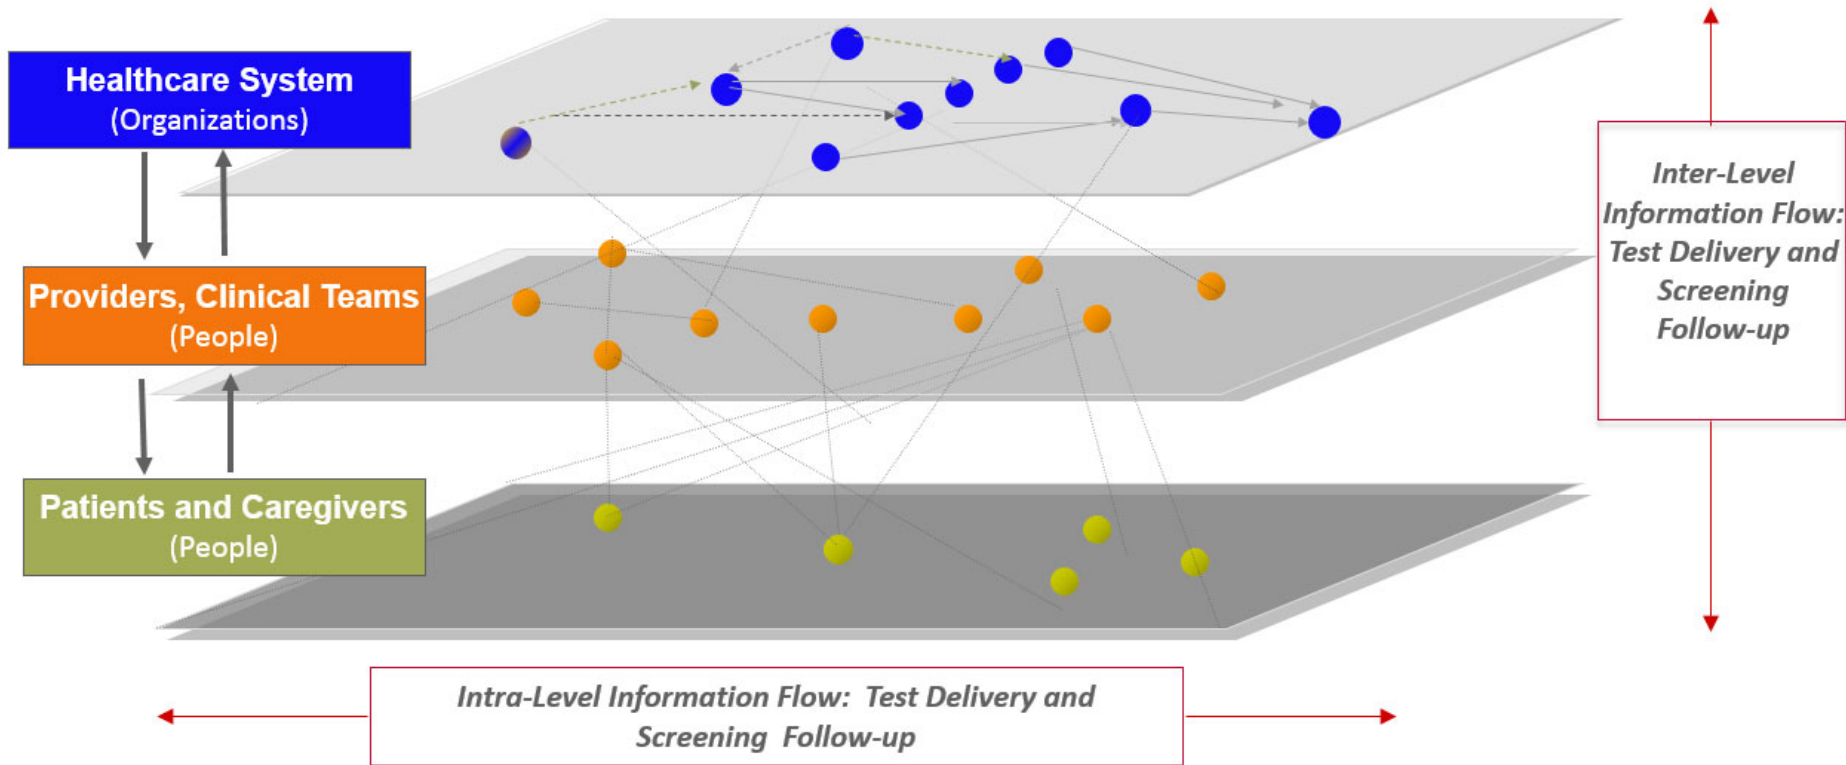 Healthcare System
(Organizations)
Providers, Clinical Teams
(People)
Patients and Caregivers
(People)
Inter-Level
Information Flow:
Test Delivery and
Screening
Follow-up
Intra-Level Information Flow: Test Delivery and
Screening Follow-up